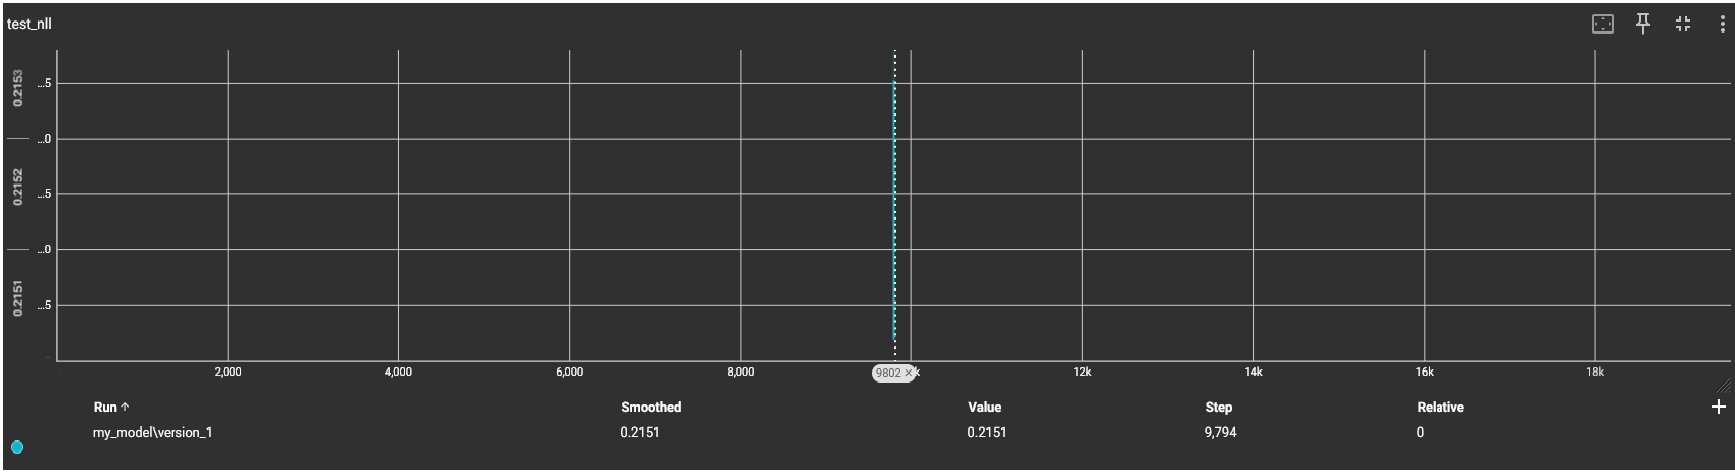 test_nll
0.2153
...5
...0
0.2152
...5
...0
0.2151
...5
2,000
4,000
6,000
8,000
9802 ×
k
12k
14k
16k
18k
Run ↑
Smoothed
Value
Step
Relative
+
my_model\version_1
0.2151
0.2151
9,794
0